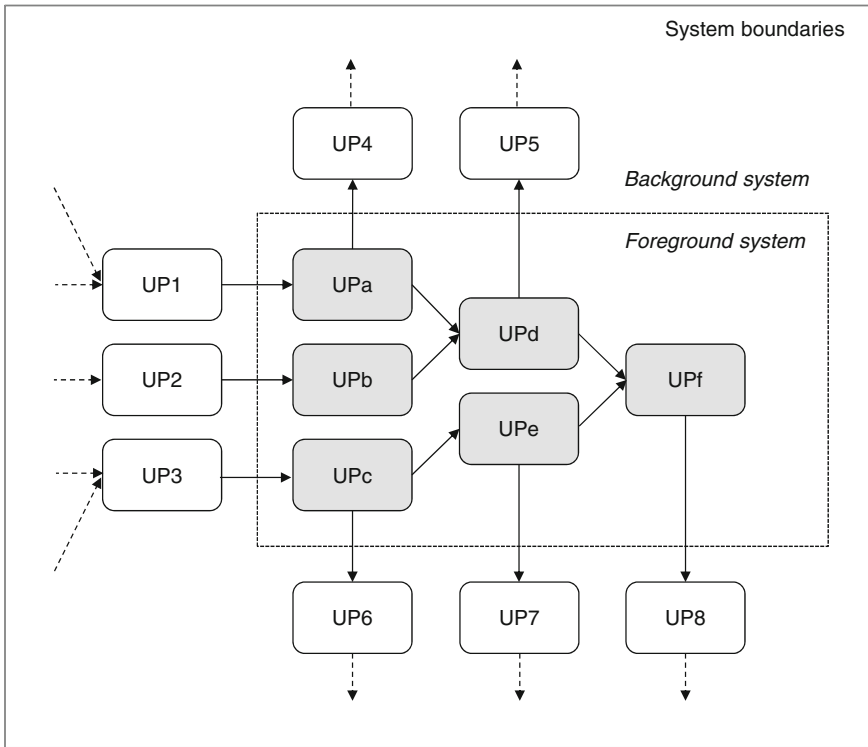 System boundaries
UP4
UP5
Background system
Foreground system
UP1
UPa
UPd
UP2
UPb
UPf
UPe
UP3
UPc
UP6
UP7
UP8